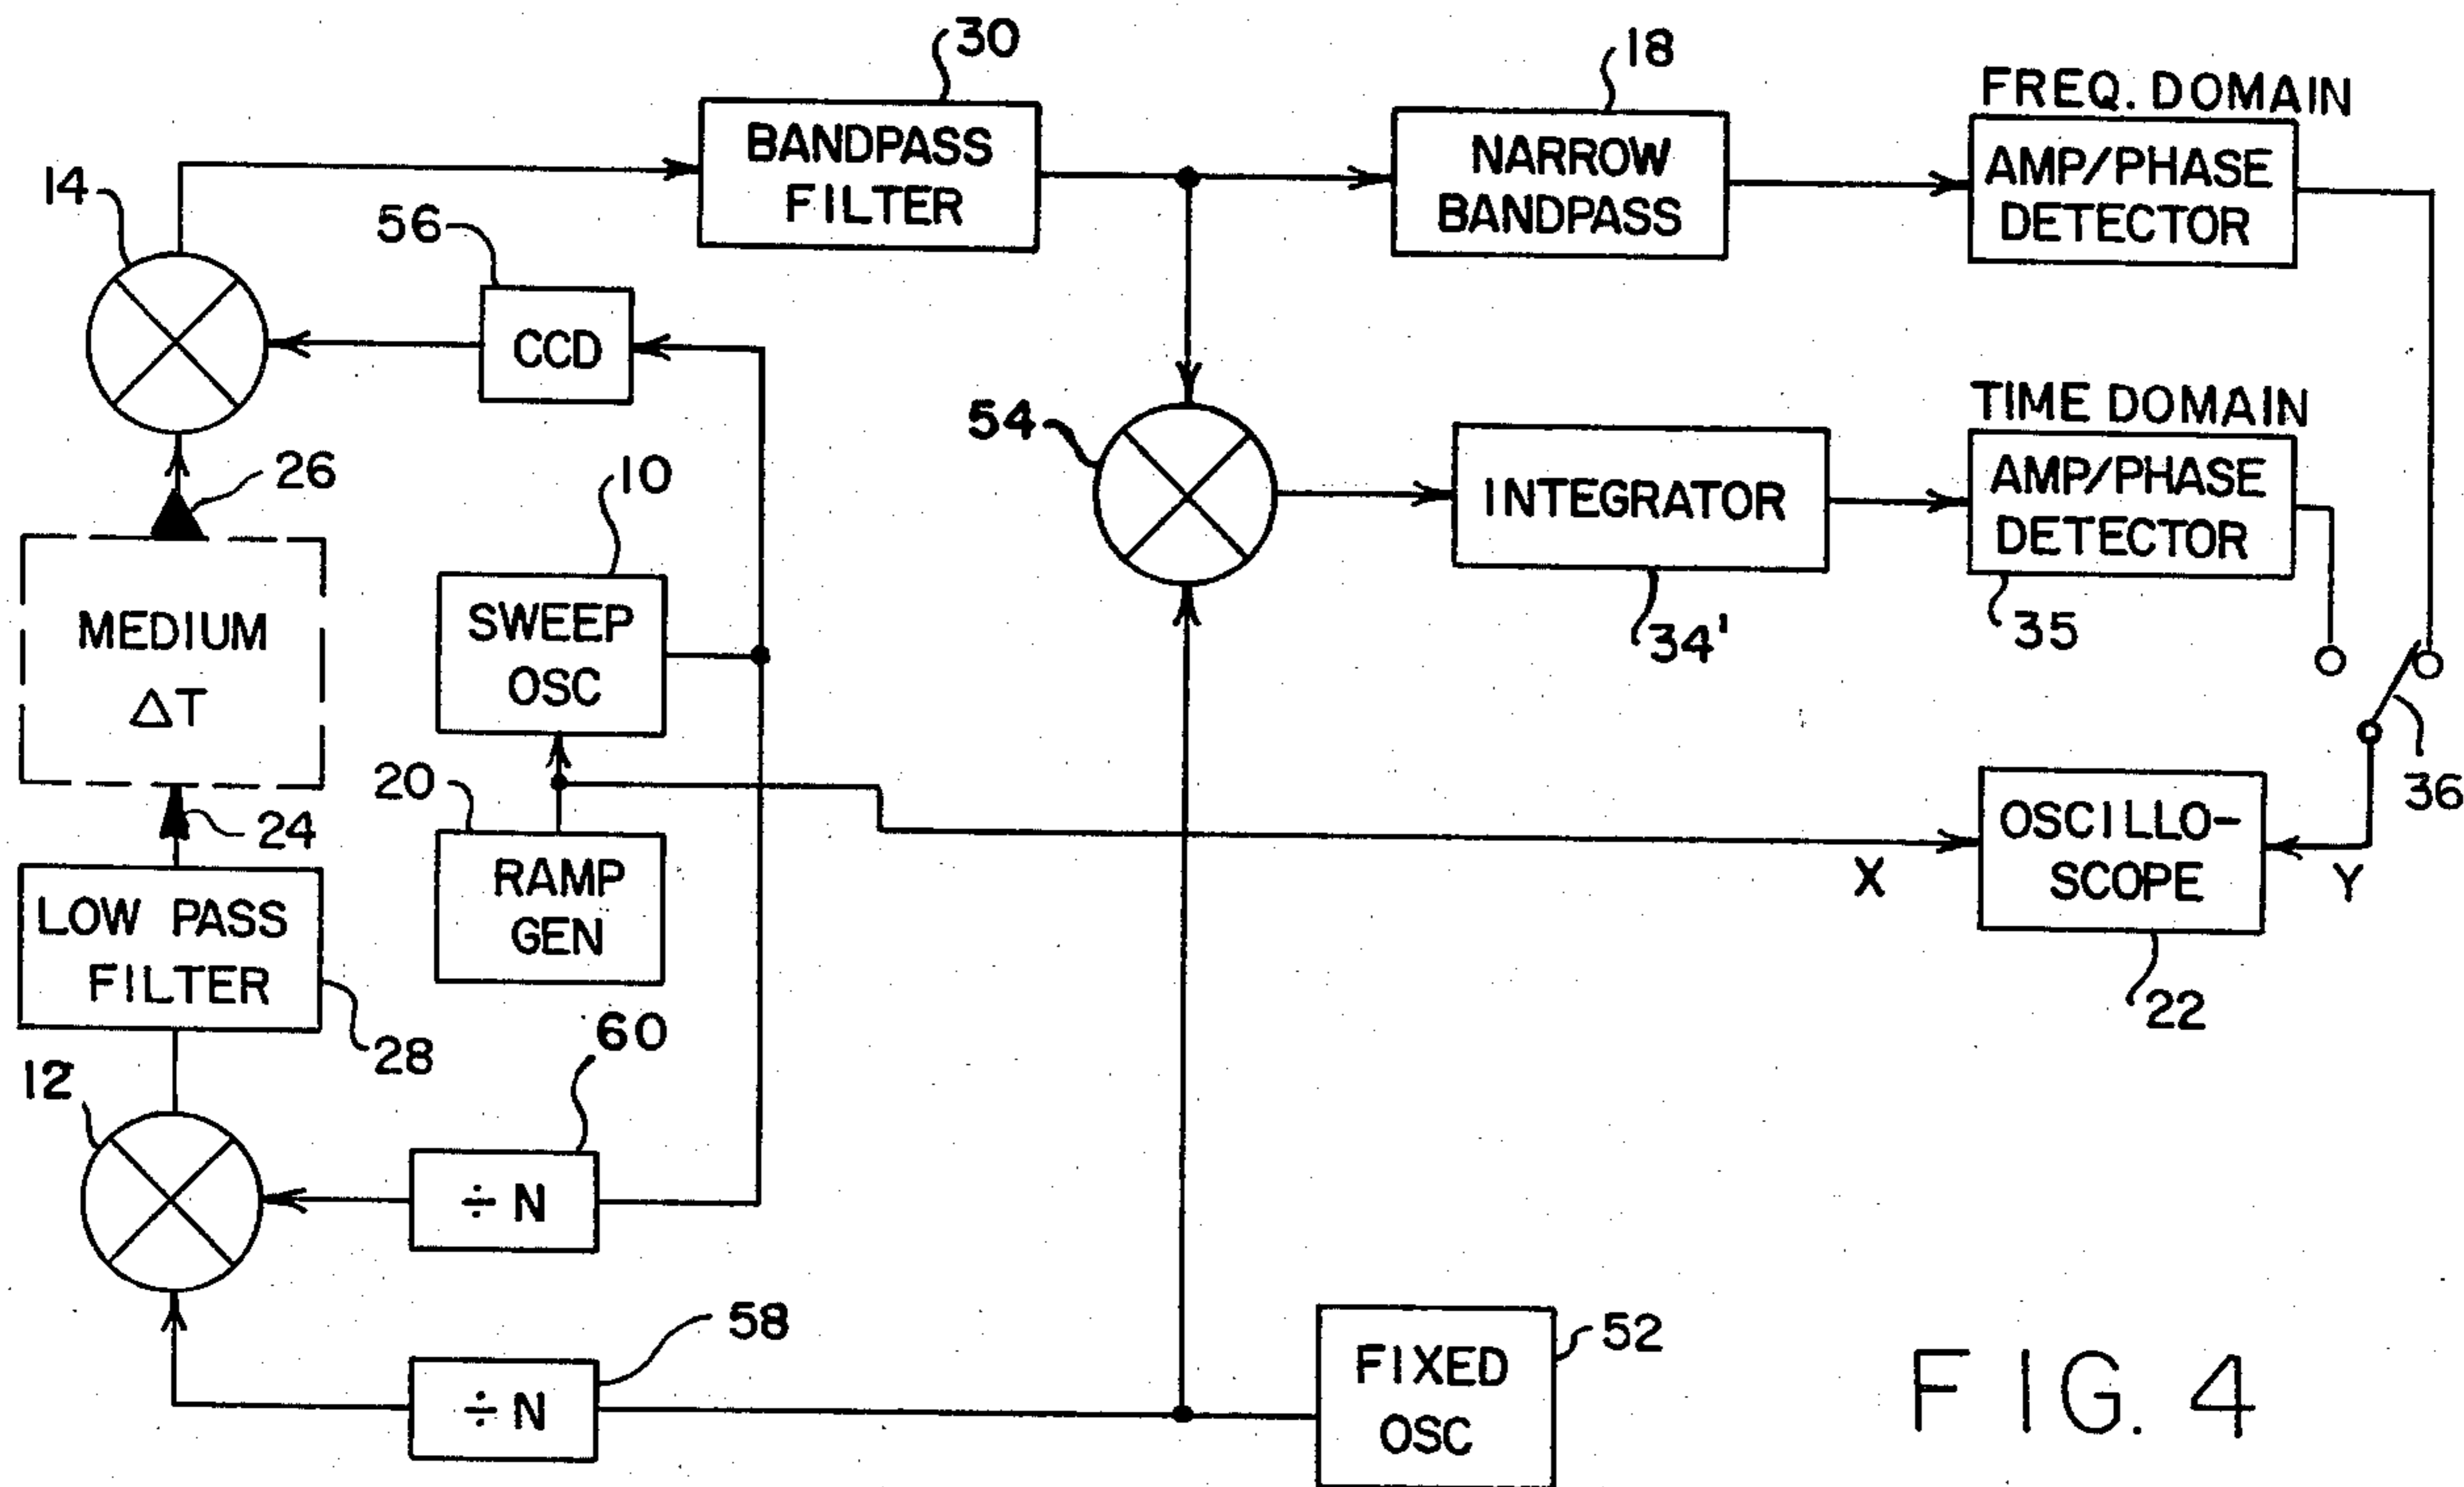 30
18
FREQ. DOMAIN
BANDPASS
FILTER
NARROW
BANDPASS
AMP/PHASE
DETECTOR
14
56
CCD
26
10
54
TIME DOMAIN
INTEGRATOR
AMP/PHASE
DETECTOR
34'
35
MEDIUM
ΔT
SWEEP
OSC
20
24
36
RAMP
GEN
X
OSCILLO-
SCOPE
Y
22
LOW PASS
FILTER
28
12
60
÷ N
58
÷ N
FIXED
OSC
52
FIG. 4